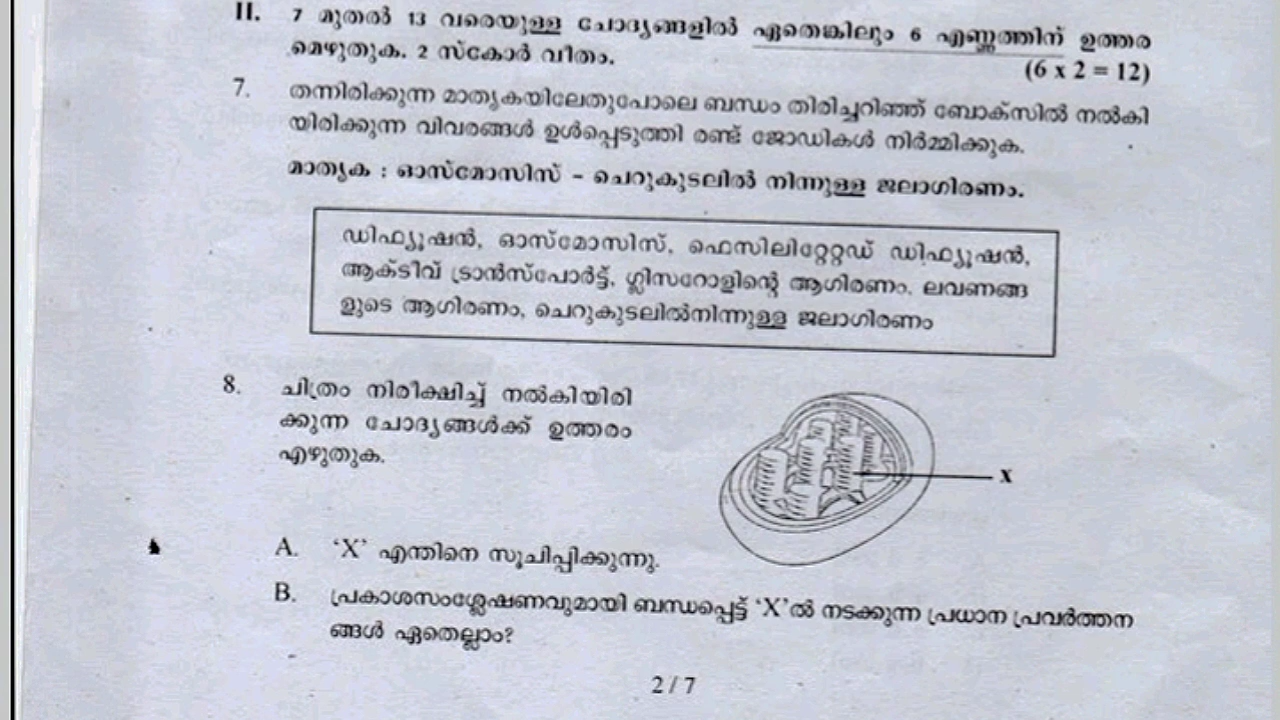 II. 7 മുതൽ 13 വരെയുള്ള ചോദ്യങ്ങളിൽ ഏതെങ്കിലും 6 എണ്ണത്തിന് ഉത്തര
മെഴുതുക. 2 സ്കോർ വീതം. (6 x 2 = 12)
7. തന്നിരിക്കുന്ന മാതൃകയിലേതുപോലെ ബന്ധം തിരിച്ചറിഞ്ഞ് ബോക്സിൽ നൽകി
യിരിക്കുന്ന വിവരങ്ങൾ ഉൾപ്പെടുത്തി രണ്ട് ജോഡികൾ നിർമ്മിക്കുക.
മാതൃക : ഓസ്മോസിസ് – ചെറുകുടലിൽ നിന്നുള്ള ജലാഗിരണം.
ഡിഫ്യൂഷൻ, ഓസ്മോസിസ്, ഫെസിലിറ്റേറ്റഡ് ഡിഫ്യൂഷൻ,
ആക്ടീവ് ട്രാൻസ്പോർട്ട്, ഗ്ലിസറോളിന്റെ ആഗിരണം, ലവണങ്ങ
ളുടെ ആഗിരണം, ചെറുകുടലിൽനിന്നുള്ള ജലാഗിരണം
8. ചിത്രം നിരീക്ഷിച്ച് നൽകിയിരി
ക്കുന്ന ചോദ്യങ്ങൾക്ക് ഉത്തരം
എഴുതുക.
X
A. ‘X’ എന്തിനെ സൂചിപ്പിക്കുന്നു.
B. പ്രകാശസംശ്ലേഷണവുമായി ബന്ധപ്പെട്ട് ‘X’ൽ നടക്കുന്ന പ്രധാന പ്രവർത്തന
ങ്ങൾ ഏതെല്ലാം?
2 / 7